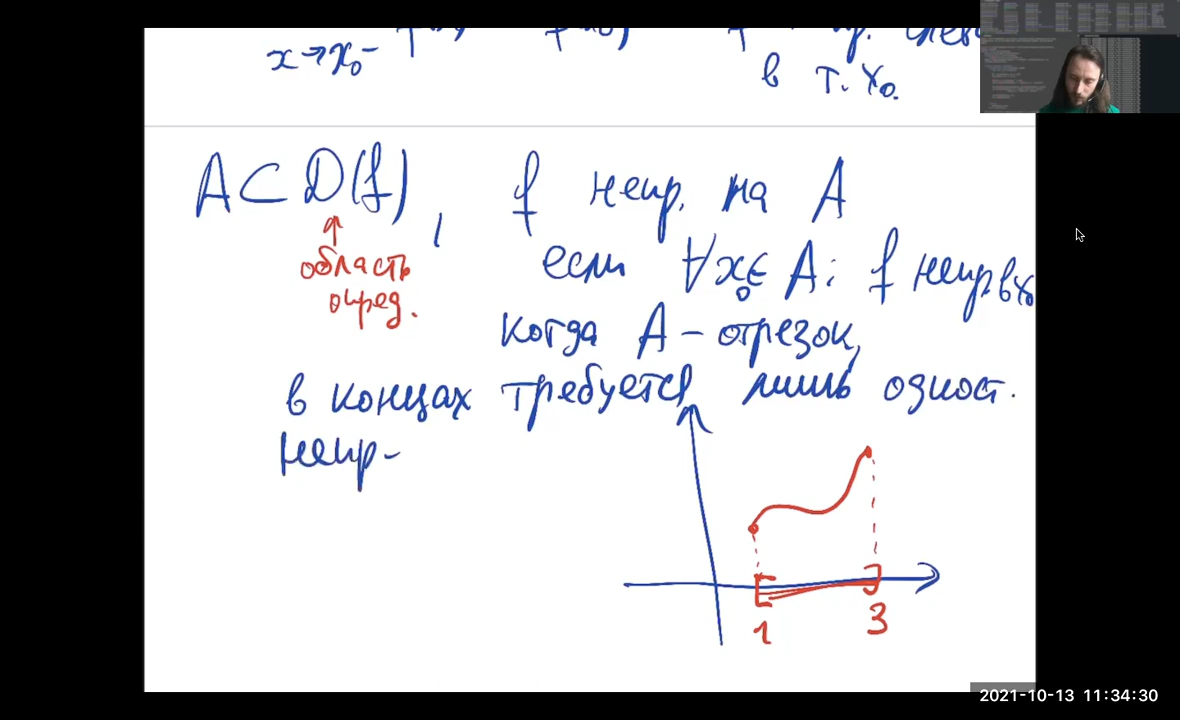 x→x₀-
в т. x₀.
A⊂D(f), f непр. на A
↑
область
опред.
если ∀x₀∈A: f непр в x₀
когда A – отрезок,
в концах требуется лишь одност.
непр-
1 3
2021-10-13 11:34:30